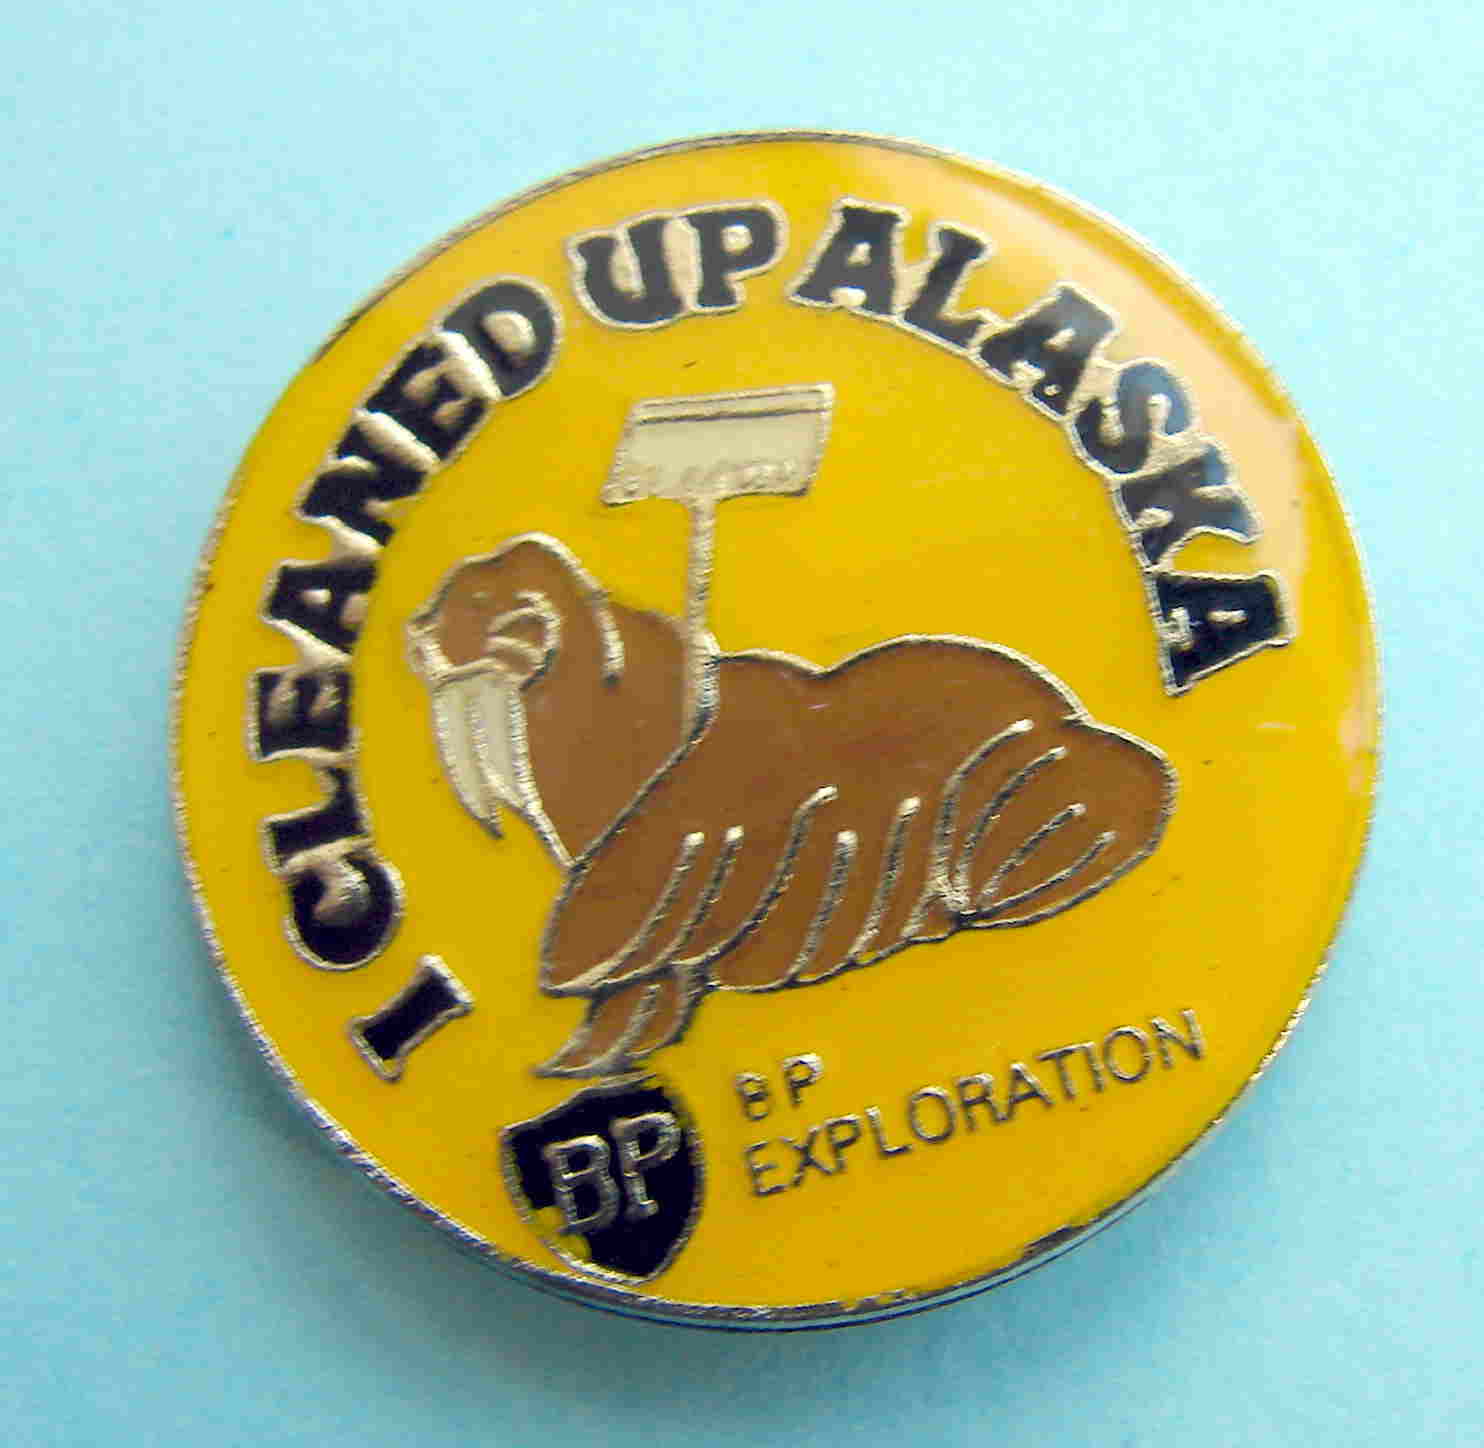 I CLEANED UP ALASKA
BP
BP
EXPLORATION